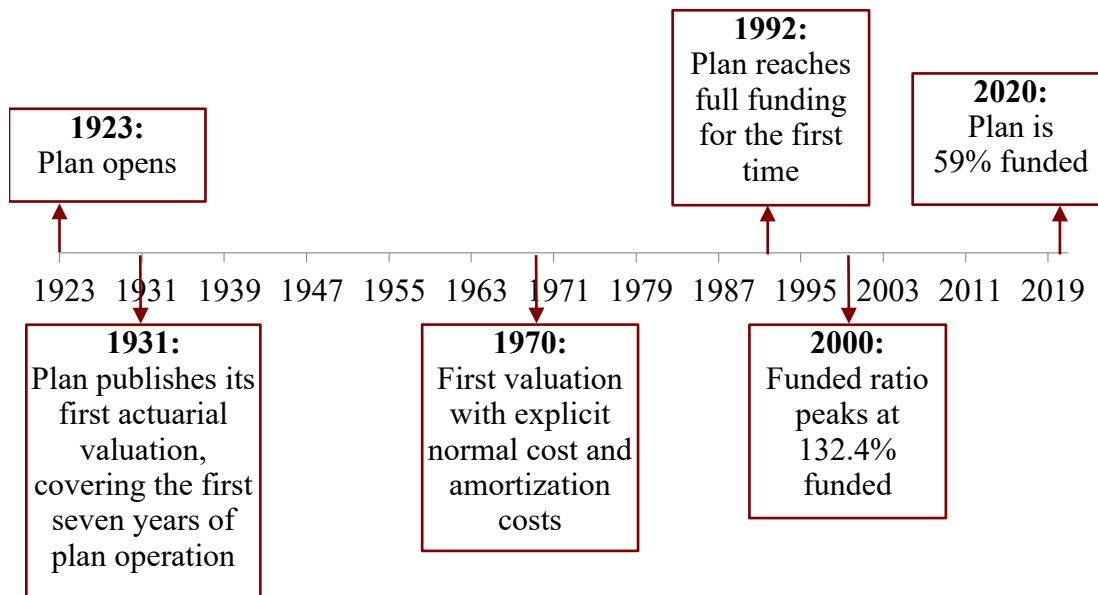 1923:
Plan opens
1992:
Plan reaches
full funding
for the first
time
2020:
Plan is
59% funded
1923 1931 1939 1947 1955 1963 1971 1979 1987 1995 2003 2011 2019
1931:
Plan publishes its
first actuarial
valuation,
covering the first
seven years of
plan operation
1970:
First valuation
with explicit
normal cost and
amortization
costs
2000:
Funded ratio
peaks at
132.4%
funded